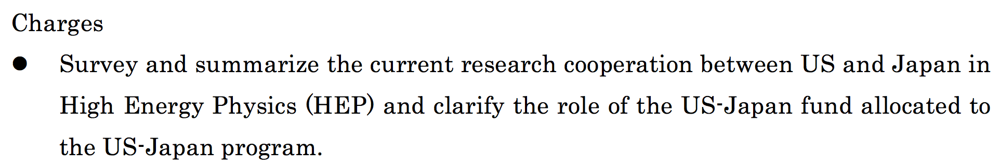 Charges
● Survey and summarize the current research cooperation between US and Japan in
High Energy Physics (HEP) and clarify the role of the US-Japan fund allocated to
the US-Japan program.